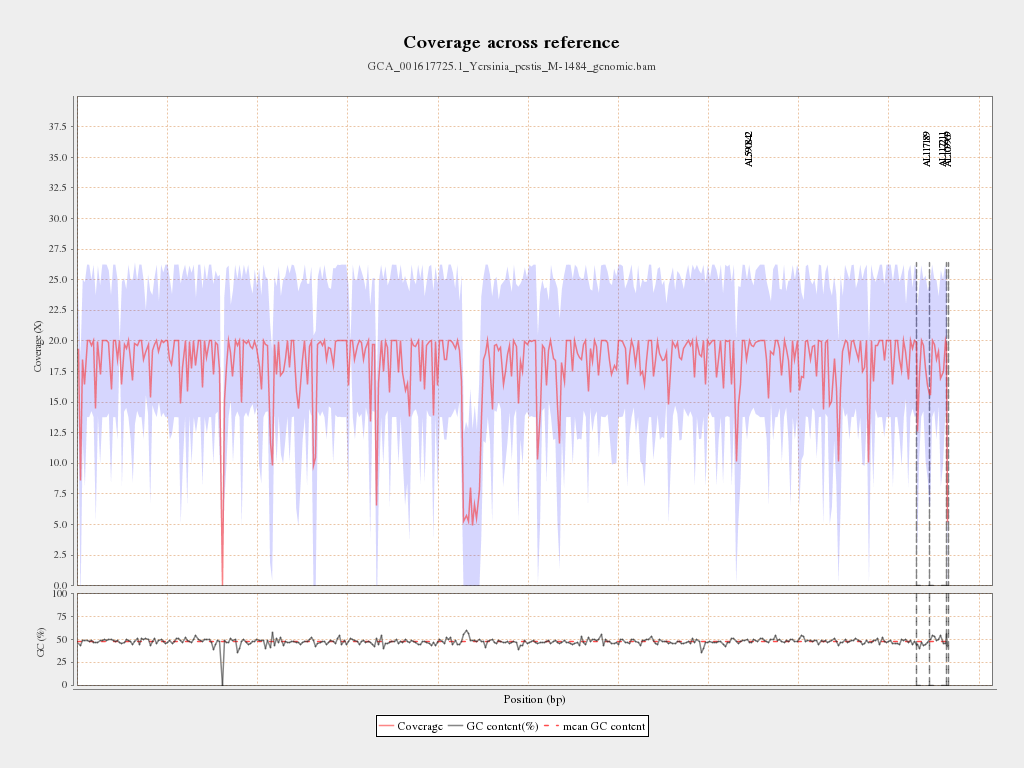 Coverage across reference
GCA_001617725.1_Yersinia_pestis_M-1484_genomic.bam
37.5
35.0
32.5
30.0
27.5
25.0
22.5
20.0
17.5
15.0
12.5
10.0
7.5
5.0
2.5
0.0
Coverage (X)
AL590842
AL117189
AL117211
AL109969
100
75
50
25
0
GC (%)
Position (bp)
Coverage GC content(%) mean GC content